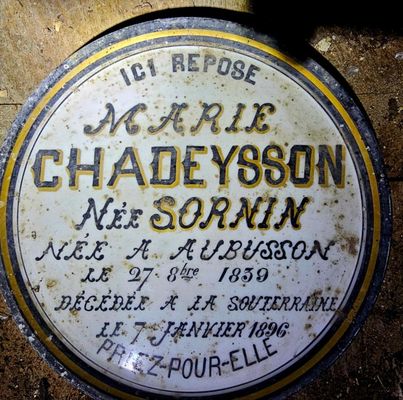 ICI REPOSE
MARIE
CHADEYSSON
NÉE SORNIN
NÉE A AUBUSSON
LE 27 8bre 1839
DÉCÉDÉE A LA SOUTERRAINE
LE 7 JANVIER 1896
PRIEZ-POUR-ELLE